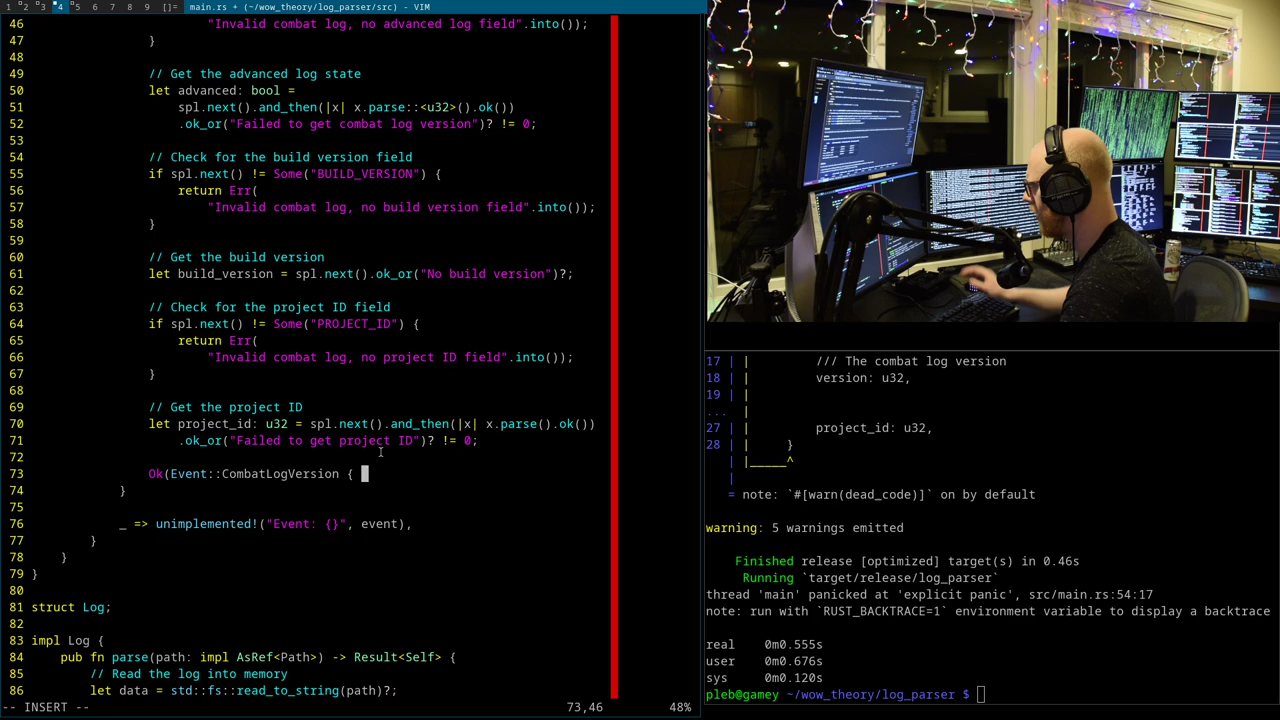 1 2 3 4 5 6 7 8 9 []= main.rs + (~/wow_theory/log_parser/src) - VIM
46 "Invalid combat log, no advanced log field".into());
47 }
48
49 // Get the advanced log state
50 let advanced: bool =
51 spl.next().and_then(|x| x.parse::<u32>().ok())
52 .ok_or("Failed to get combat log version")? != 0;
53
54 // Check for the build version field
55 if spl.next() != Some("BUILD_VERSION") {
56 return Err(
57 "Invalid combat log, no build version field".into());
58 }
59
60 // Get the build version
61 let build_version = spl.next().ok_or("No build version")?;
62
63 // Check for the project ID field
64 if spl.next() != Some("PROJECT_ID") {
65 return Err(
66 "Invalid combat log, no project ID field".into());
67 }
68
69 // Get the project ID
70 let project_id: u32 = spl.next().and_then(|x| x.parse().ok())
71 .ok_or("Failed to get project ID")? != 0;
72
73 Ok(Event::CombatLogVersion {
74 }
75
76 _ => unimplemented!("Event: {}", event),
77 }
78 }
79 }
80
81 struct Log;
82
83 impl Log {
84 pub fn parse(path: impl AsRef<Path>) -> Result<Self> {
85 // Read the log into memory
86 let data = std::fs::read_to_string(path)?;
-- INSERT -- 73,46 48%
17 | | /// The combat log version
18 | | version: u32,
19 | |
... |
27 | | project_id: u32,
28 | | }
| |_____^
|
= note: `#[warn(dead_code)]` on by default
warning: 5 warnings emitted
Finished release [optimized] target(s) in 0.46s
Running `target/release/log_parser`
thread 'main' panicked at 'explicit panic', src/main.rs:54:17
note: run with `RUST_BACKTRACE=1` environment variable to display a backtrace
real 0m0.555s
user 0m0.676s
sys 0m0.120s
pleb@gamey ~/wow_theory/log_parser $